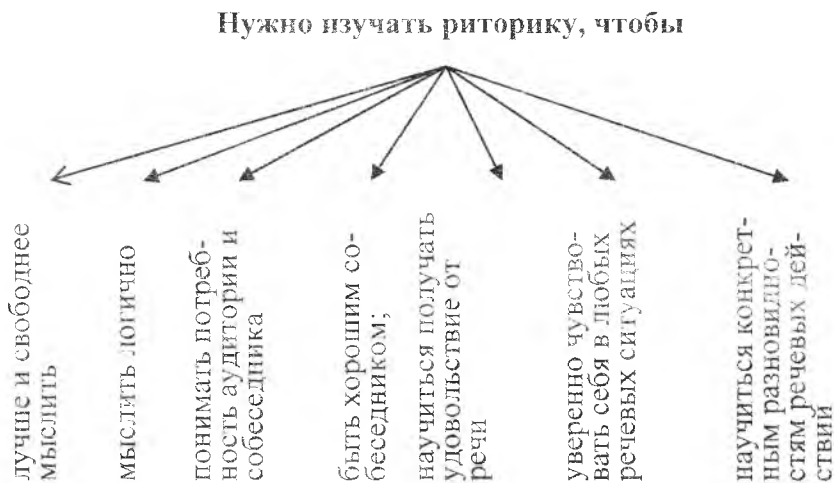 Нужно изучать риторику, чтобы
лучше и свободнее
мыслить
мыслить логично
понимать потреб-
ность аудитории и
собеседника
быть хорошим со-
беседником;
научиться получать
удовольствие от
речи
уверенно чувство-
вать себя в любых
речевых ситуациях
научиться конкрет-
ным разновидно-
стям речевых дей-
ствий